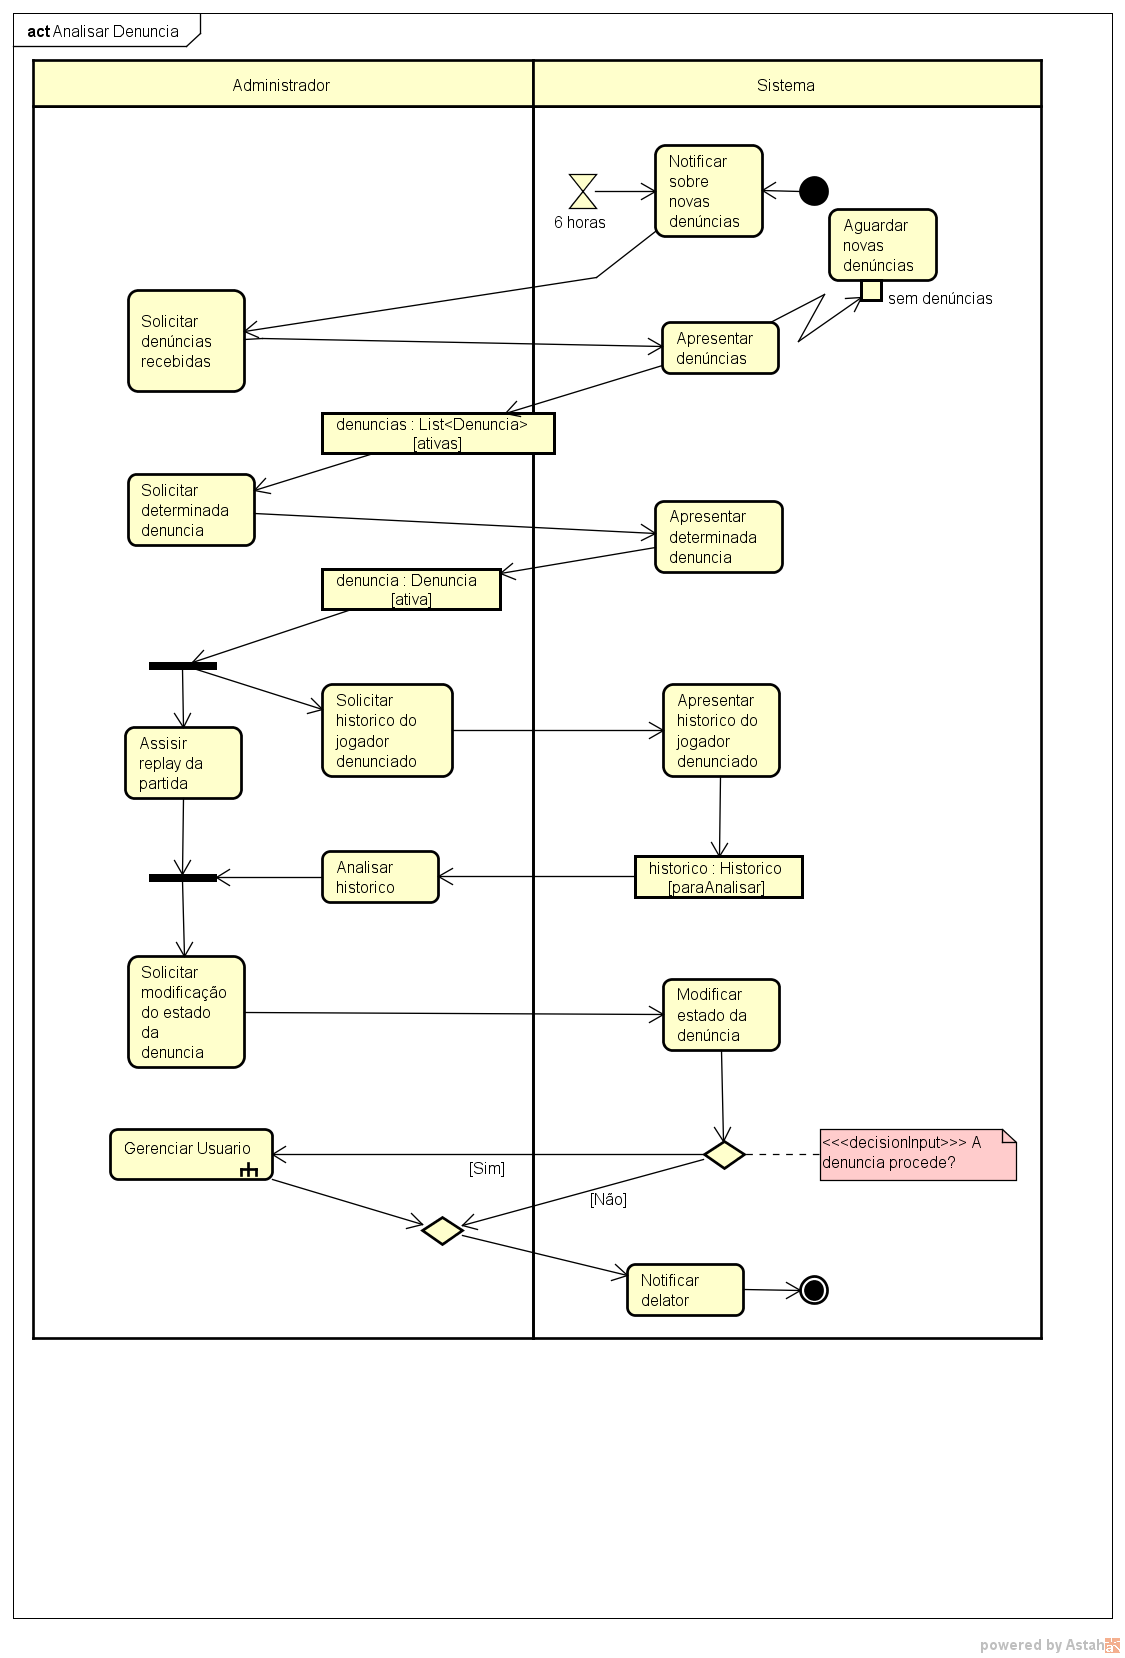 act Analisar Denuncia
Administrador
Sistema
Notificar
sobre
novas
denúncias
6 horas
Aguardar
novas
denúncias
sem denúncias
Solicitar
denúncias
recebidas
Apresentar
denúncias
denuncias : List<Denuncia>
[ativas]
Solicitar
determinada
denuncia
Apresentar
determinada
denuncia
denuncia : Denuncia
[ativa]
Solicitar
historico do
jogador
denunciado
Apresentar
historico do
jogador
denunciado
Assisir
replay da
partida
Analisar
historico
historico : Historico
[paraAnalisar]
Solicitar
modificação
do estado
da
denuncia
Modificar
estado da
denúncia
Gerenciar Usuario
<<<decisionInput>>> A
denuncia procede?
[Sim]
[Não]
Notificar
delator
powered by Astah